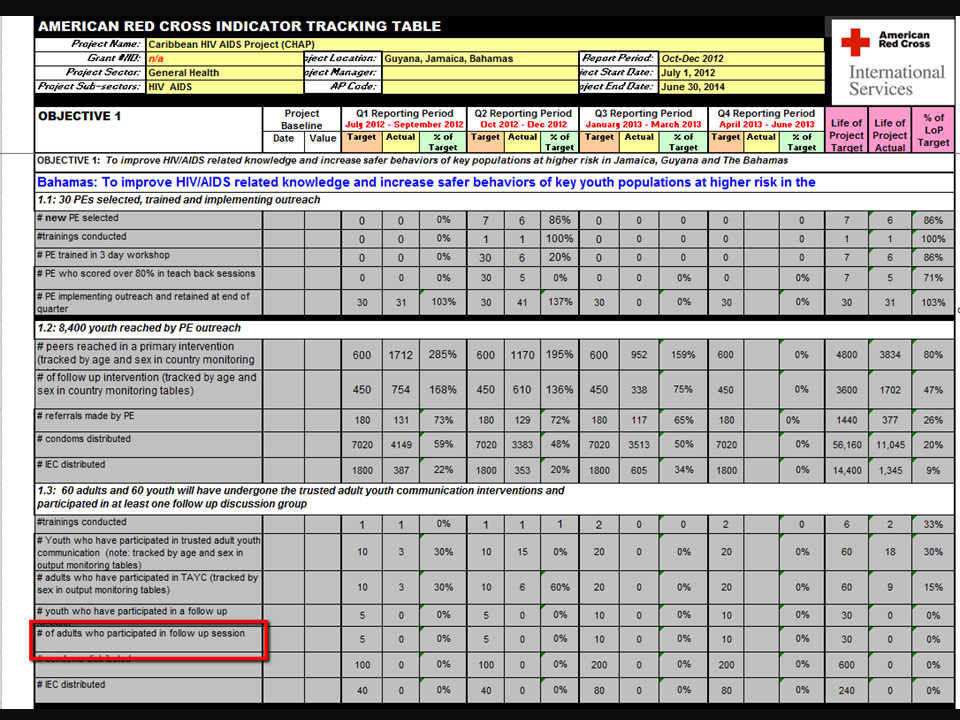 AMERICAN RED CROSS INDICATOR TRACKING TABLE
Project Name: Caribbean HIV AIDS Project (CHAP)
Grant #/ID: n/a oject Location: Guyana, Jamaica, Bahamas Report Period: Oct-Dec 2012
Project Sector: General Health oject Manager: ject Start Date: July 1, 2012
Project Sub-sectors: HIV AIDS AP Code: oject End Date: June 30, 2014
American
Red Cross
International
Services
OBJECTIVE 1 Project Baseline Q1 Reporting Period July 2012 - September 2012 Q2 Reporting Period Oct 2012 - Dec 2012 Q3 Reporting Period January 2013 - March 2013 Q4 Reporting Period April 2013 - June 2013 Life of Project Target Life of Project Actual % of LoP Target
Date Value Target Actual % of Target Target Actual % of Target Target Actual % of Target Target Actual % of Target
OBJECTIVE 1: To improve HIV/AIDS related knowledge and increase safer behaviors of key populations at higher risk in Jamaica, Guyana and The Bahamas
Bahamas: To improve HIV/AIDS related knowledge and increase safer behaviors of key youth populations at higher risk in the
1.1: 30 PEs selected, trained and implementing outreach
# new PE selected 0 0 0% 7 6 86% 0 0 0 0 0 7 6 86%
#trainings conducted 0 0 0% 1 1 100% 0 0 0 0 0 1 1 100%
# PE trained in 3 day workshop 0 0 0% 30 6 20% 0 0 0 0 0 7 6 86%
# PE who scored over 80% in teach back sessions 0 0 0% 30 5 0% 0 0 0% 0 0% 7 5 71%
# PE implementing outreach and retained at end of
quarter 30 31 103% 30 41 137% 30 0 0% 30 0% 30 31 103%
1.2: 8,400 youth reached by PE outreach
# peers reached in a primary intervention
(tracked by age and sex in country monitoring 600 1712 285% 600 1170 195% 600 952 159% 600 0% 4800 3834 80%
# of follow up intervention (tracked by age and
sex in country monitoring tables) 450 754 168% 450 610 136% 450 338 75% 450 0% 3600 1702 47%
# referrals made by PE 180 131 73% 180 129 72% 180 117 65% 180 0% 1440 377 26%
# condoms distributed 7020 4149 59% 7020 3383 48% 7020 3513 50% 7020 0% 56,160 11,045 20%
# IEC distributed 1800 387 22% 1800 353 20% 1800 605 34% 1800 0% 14,400 1,345 9%
1.3: 60 adults and 60 youth will have undergone the trusted adult youth communication interventions and
participated in at least one follow up discussion group
#trainings conducted 1 1 0% 1 1 1 2 0 0 2 0 6 2 33%
# Youth who have participated in trusted adult youth
communication (note: tracked by age and sex in
output monitoring tables) 10 3 30% 10 15 0% 20 0 0% 20 0% 60 18 30%
# adults who have participated in TAYC (tracked by
sex in output monitoring tables) 10 3 30% 10 6 60% 20 0 0% 20 0% 60 9 15%
# youth who have participated in a follow up 5 0 0% 5 0 0% 10 0 0% 10 0% 30 0 0%
# of adults who participated in follow up session 5 0 0% 5 0 0% 10 0 0% 10 0% 30 0 0%
# condoms distributed 100 0 0% 100 0 0% 200 0 0% 200 0% 600 0 0%
# IEC distributed 40 0 0% 40 0 0% 80 0 0% 80 0% 240 0 0%